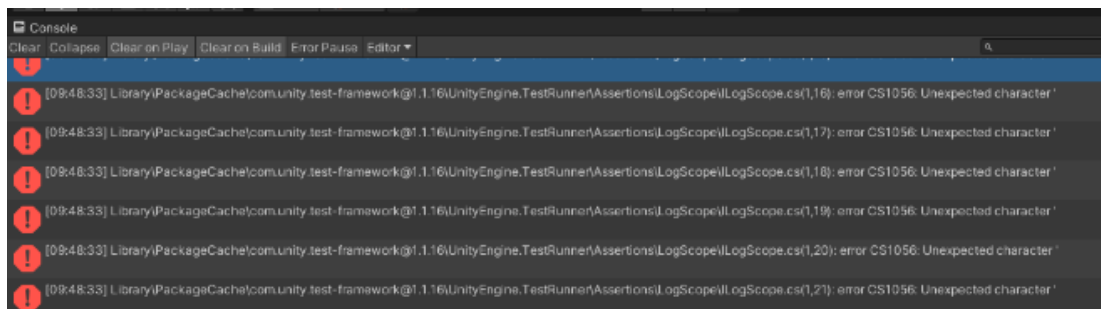 Console
Clear Collapse Clear on Play Clear on Build Error Pause Editor
[09:48:33] Library\PackageCache\com.unity.test-framework@1.1.16\UnityEngine.TestRunner\Assertions\LogScope\ILogScope.cs(1,16): error CS1056: Unexpected character '
[09:48:33] Library\PackageCache\com.unity.test-framework@1.1.16\UnityEngine.TestRunner\Assertions\LogScope\ILogScope.cs(1,17): error CS1056: Unexpected character '
[09:48:33] Library\PackageCache\com.unity.test-framework@1.1.16\UnityEngine.TestRunner\Assertions\LogScope\ILogScope.cs(1,18): error CS1056: Unexpected character '
[09:48:33] Library\PackageCache\com.unity.test-framework@1.1.16\UnityEngine.TestRunner\Assertions\LogScope\ILogScope.cs(1,19): error CS1056: Unexpected character '
[09:48:33] Library\PackageCache\com.unity.test-framework@1.1.16\UnityEngine.TestRunner\Assertions\LogScope\ILogScope.cs(1,20): error CS1056: Unexpected character '
[09:48:33] Library\PackageCache\com.unity.test-framework@1.1.16\UnityEngine.TestRunner\Assertions\LogScope\ILogScope.cs(1,21): error CS1056: Unexpected character '